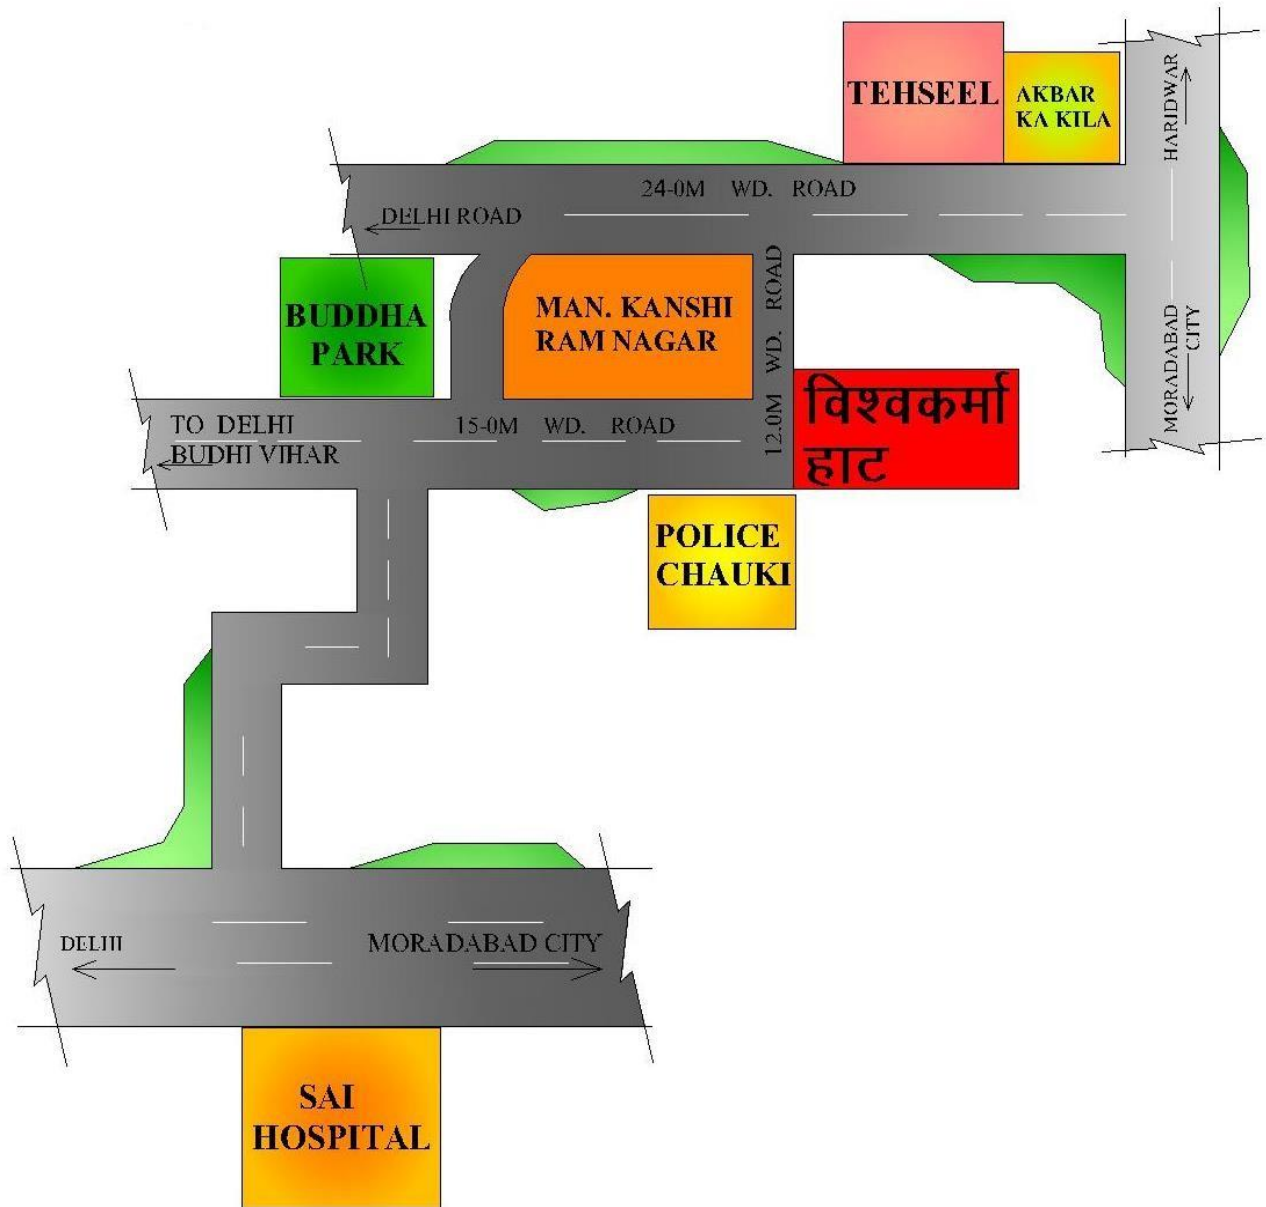 TEHSEEL
AKBAR
KA KILA
HARIDWAR
24-0M WD. ROAD
DELHI ROAD
BUDDHA
PARK
MAN. KANSHI
RAM NAGAR
12.0M WD. ROAD
MORADABAD
CITY
TO DELHI
BUDHI VIHAR
15-0M WD. ROAD
विश्वकर्मा
हाट
POLICE
CHAUKI
DELHI
MORADABAD CITY
SAI
HOSPITAL